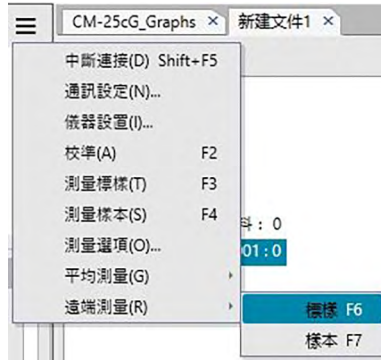 CM-25cG_Graphs × 新建文件1 ×
中斷連接(D) Shift+F5
通訊設定(N)...
儀器設置(I)...
校準(A) F2
測量標樣(T) F3
測量樣本(S) F4
測量選項(O)...
平均測量(G)
遠端測量(R)
料: 0
01:0
標樣 F6
樣本 F7